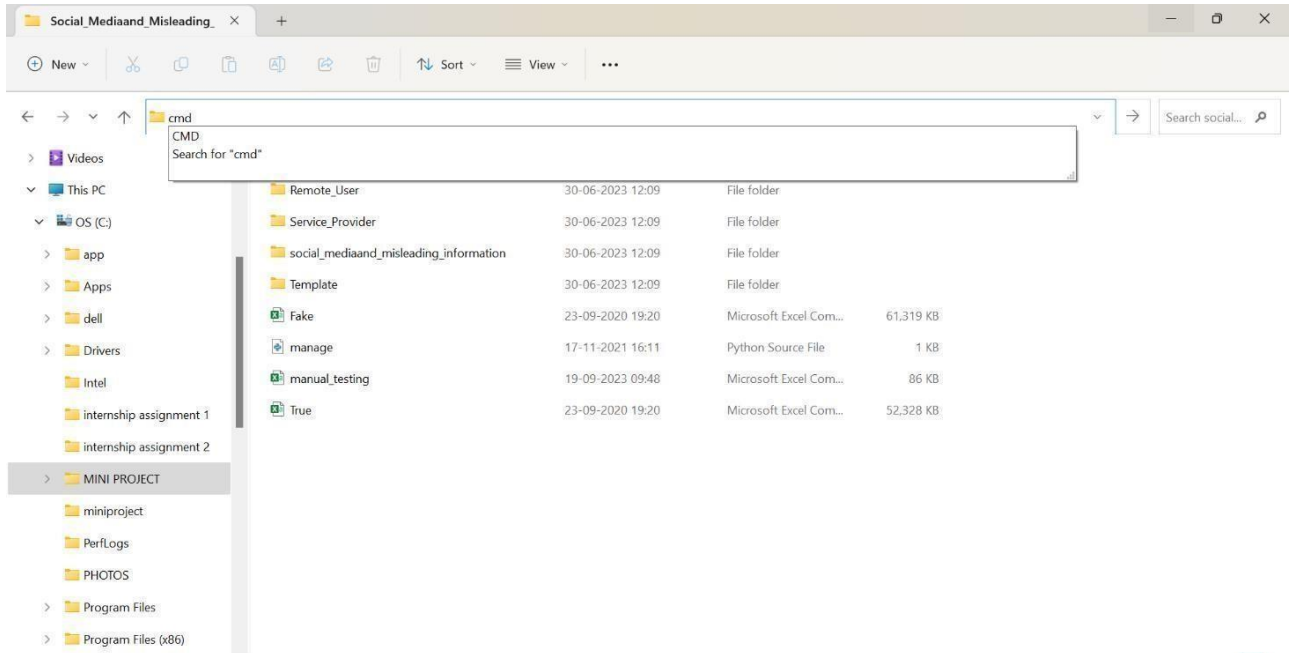 Social_Mediaand_Misleading_
New
Sort
View
cmd
Search social...
CMD
Search for "cmd"
Videos
This PC
OS (C:)
app
Apps
dell
Drivers
Intel
internship assignment 1
internship assignment 2
MINI PROJECT
miniproject
PerfLogs
PHOTOS
Program Files
Program Files (x86)
Remote_User 30-06-2023 12:09 File folder
Service_Provider 30-06-2023 12:09 File folder
social_mediaand_misleading_information 30-06-2023 12:09 File folder
Template 30-06-2023 12:09 File folder
Fake 23-09-2020 19:20 Microsoft Excel Com... 61,319 KB
manage 17-11-2021 16:11 Python Source File 1 KB
manual_testing 19-09-2023 09:48 Microsoft Excel Com... 86 KB
True 23-09-2020 19:20 Microsoft Excel Com... 52,328 KB